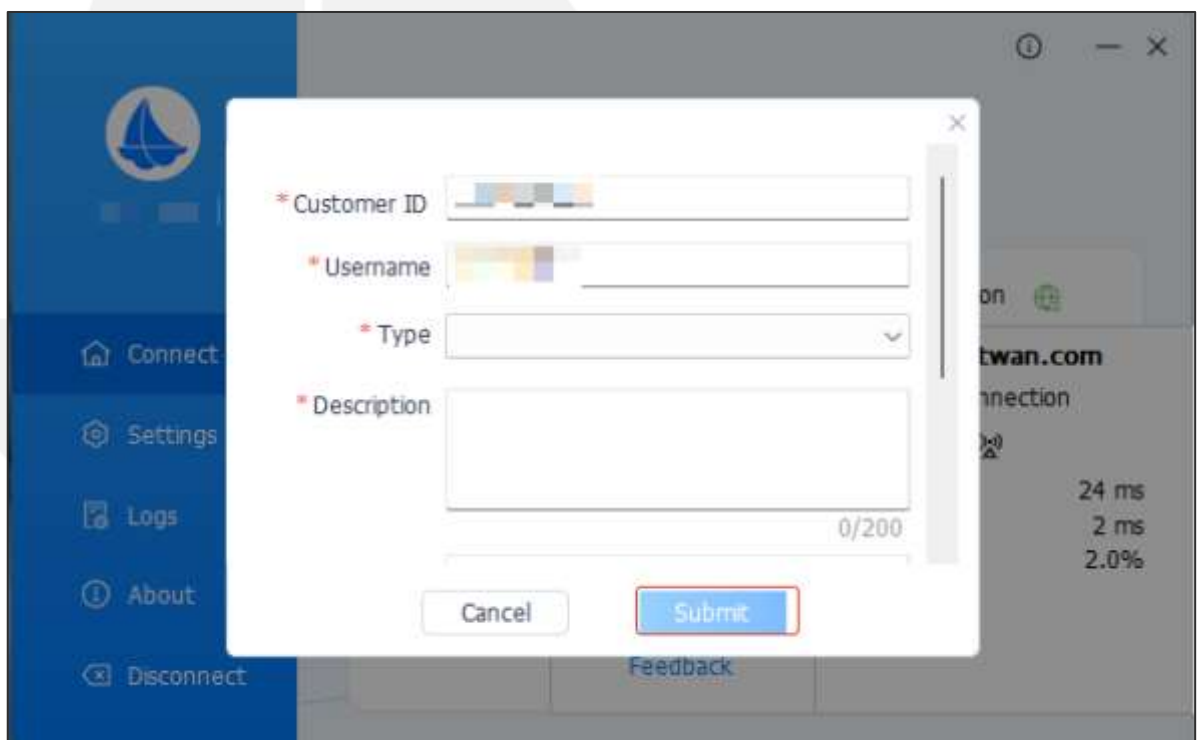 * Customer ID
* Username
on
* Type
Connect
twan.com
* Description
nnection
Settings
24 ms
Logs
0/200
2 ms
2.0%
About
Cancel
Submit
Feedback
Disconnect